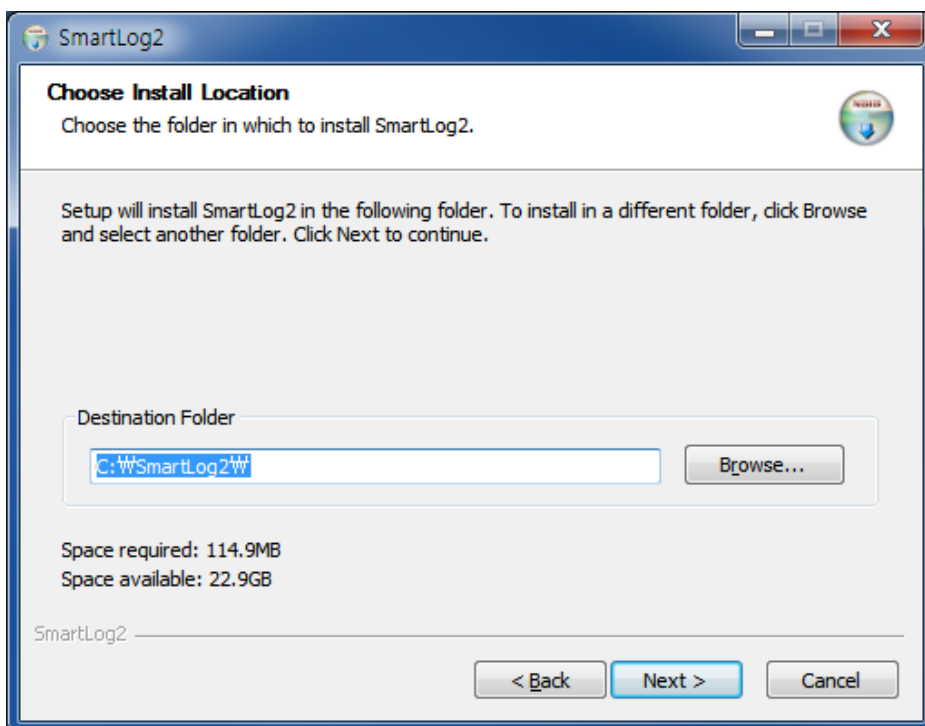 SmartLog2
Choose Install Location
Choose the folder in which to install SmartLog2.
Setup will install SmartLog2 in the following folder. To install in a different folder, click Browse
and select another folder. Click Next to continue.
Destination Folder
C:₩SmartLog2₩
Browse...
Space required: 114.9MB
Space available: 22.9GB
SmartLog2
< Back
Next >
Cancel